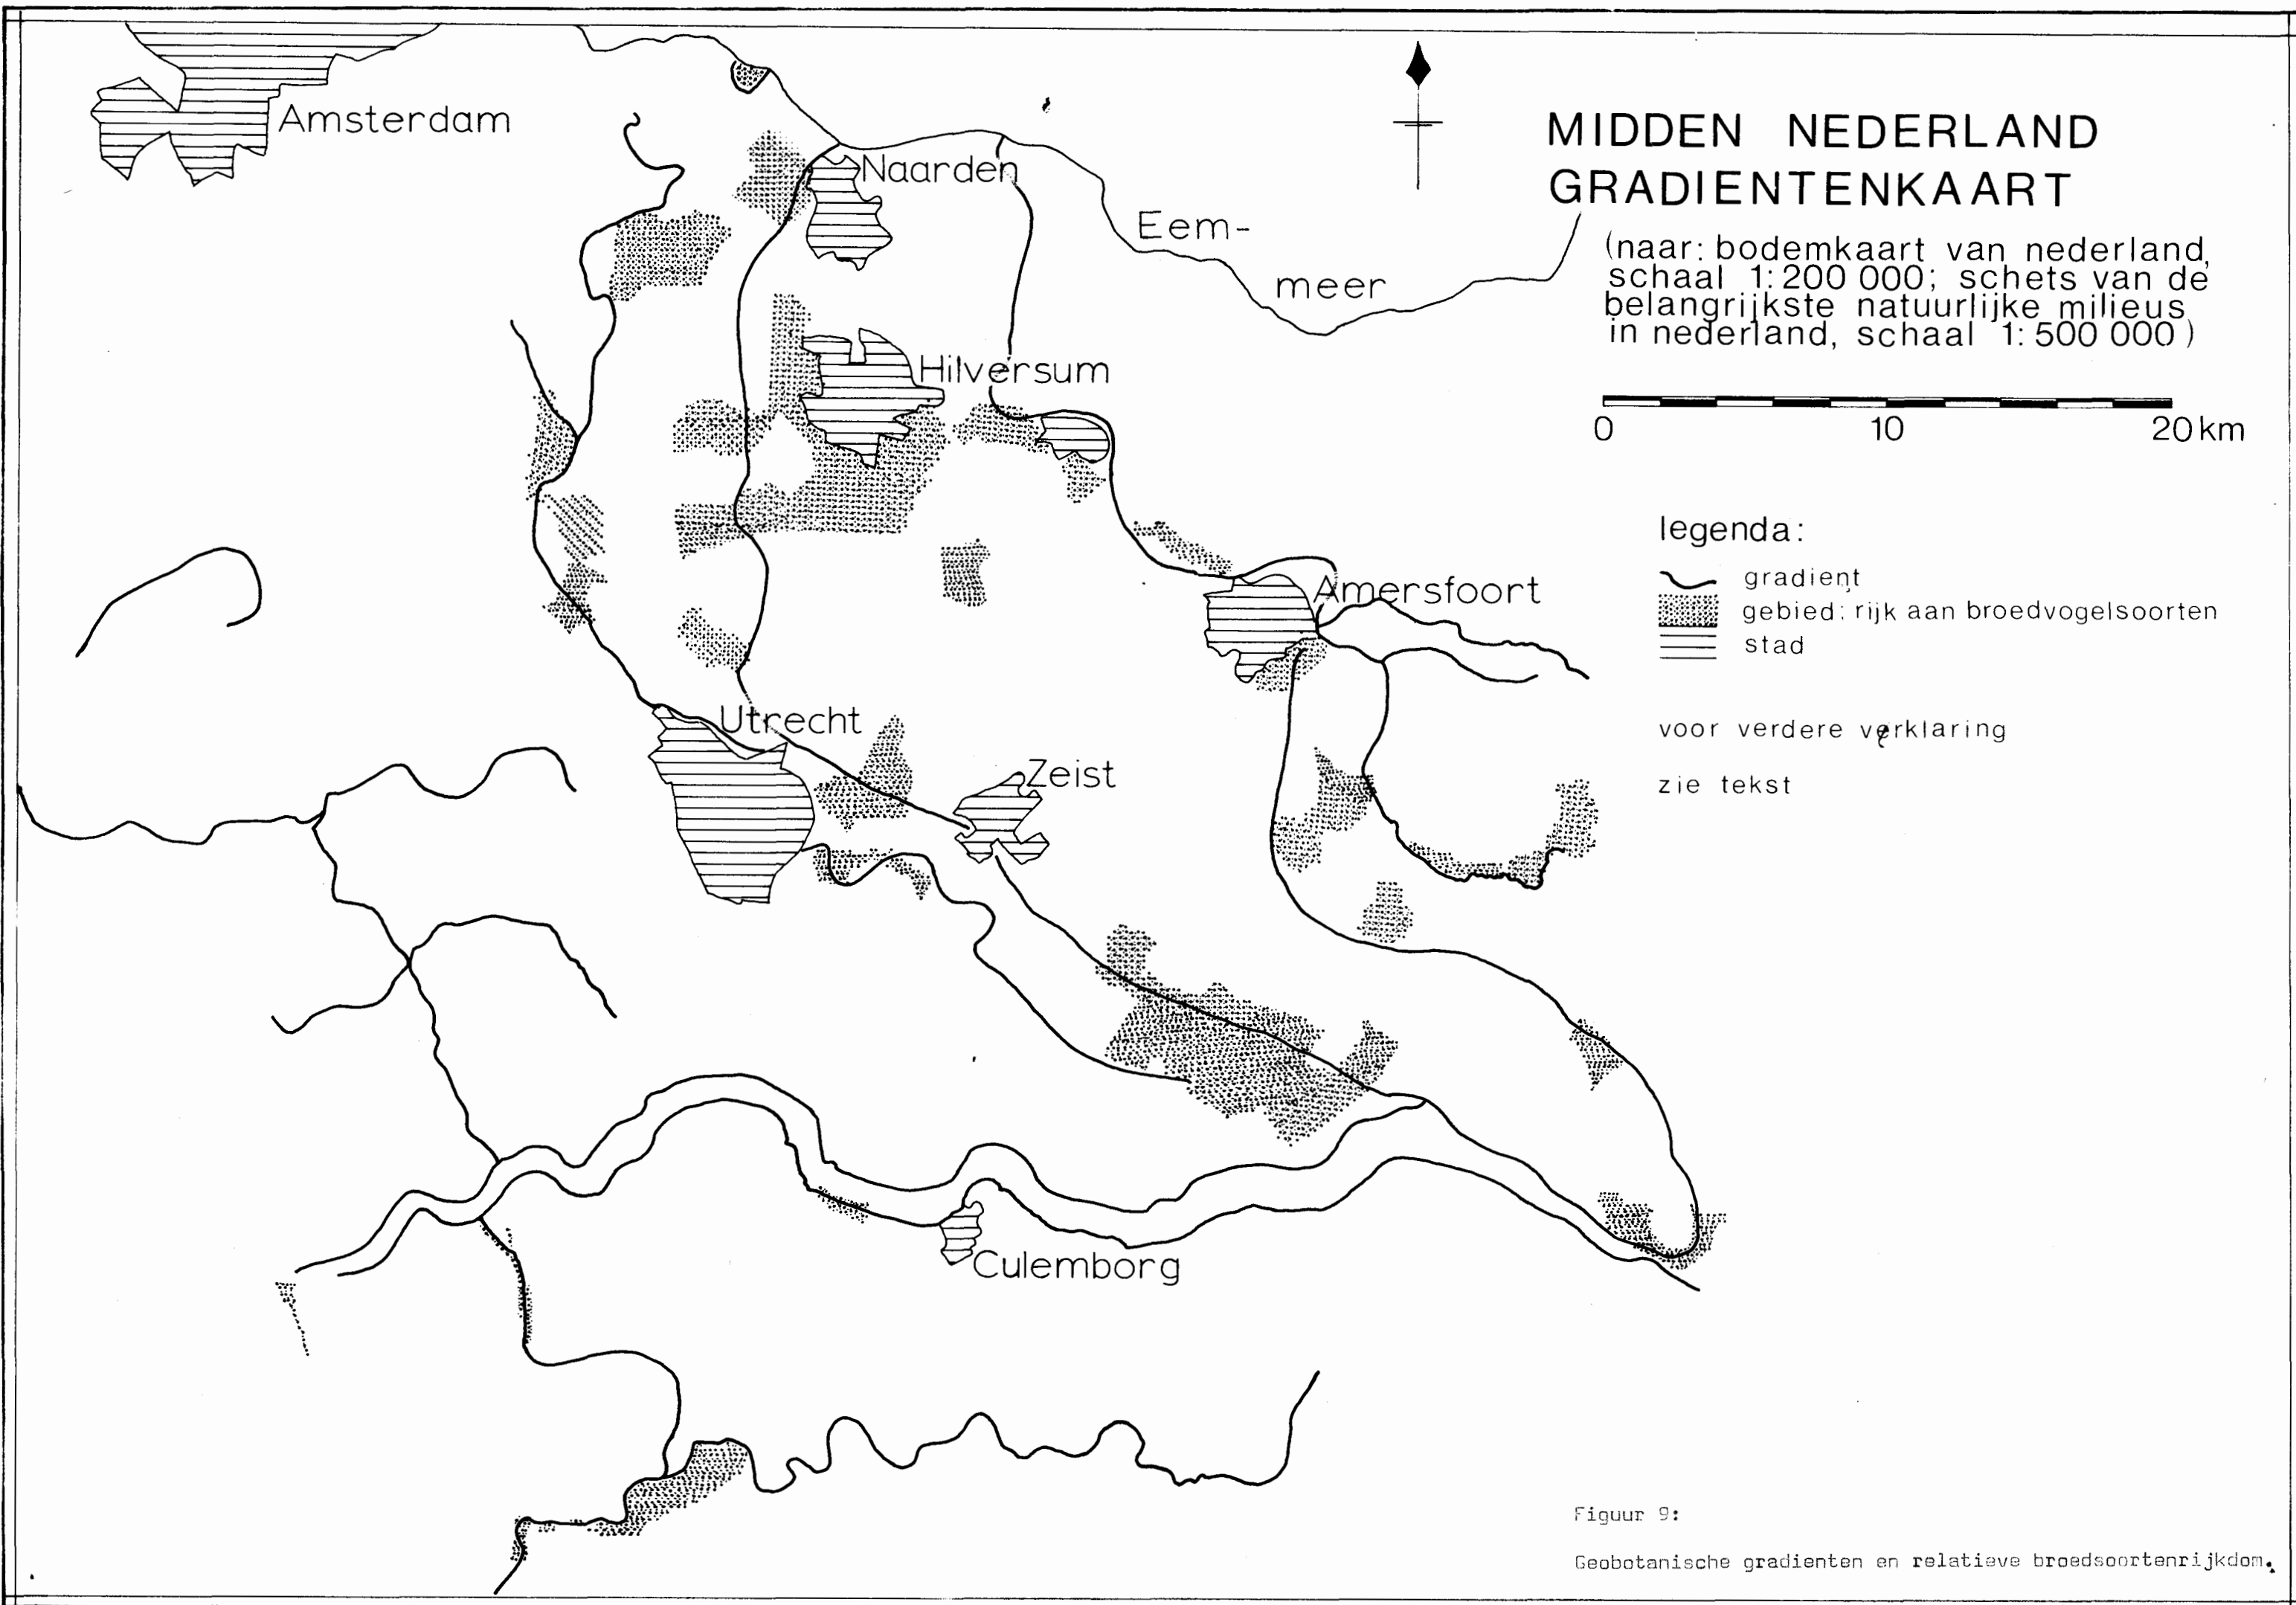 MIDDEN NEDERLAND
GRADIENTENKAART
(naar: bodemkaart van nederland,
schaal 1:200 000; schets van de
belangrijkste natuurlijke milieus
in nederland, schaal 1:500 000)
0 10 20 km
legenda:
gradient
gebied: rijk aan broedvogelsoorten
stad
voor verdere verklaring
zie tekst
Amsterdam
Naarden
Eem-
meer
Hilversum
Amersfoort
Utrecht
Zeist
Culemborg
Figuur 9:
Geobotanische gradienten en relatieve broedsoortenrijkdom.